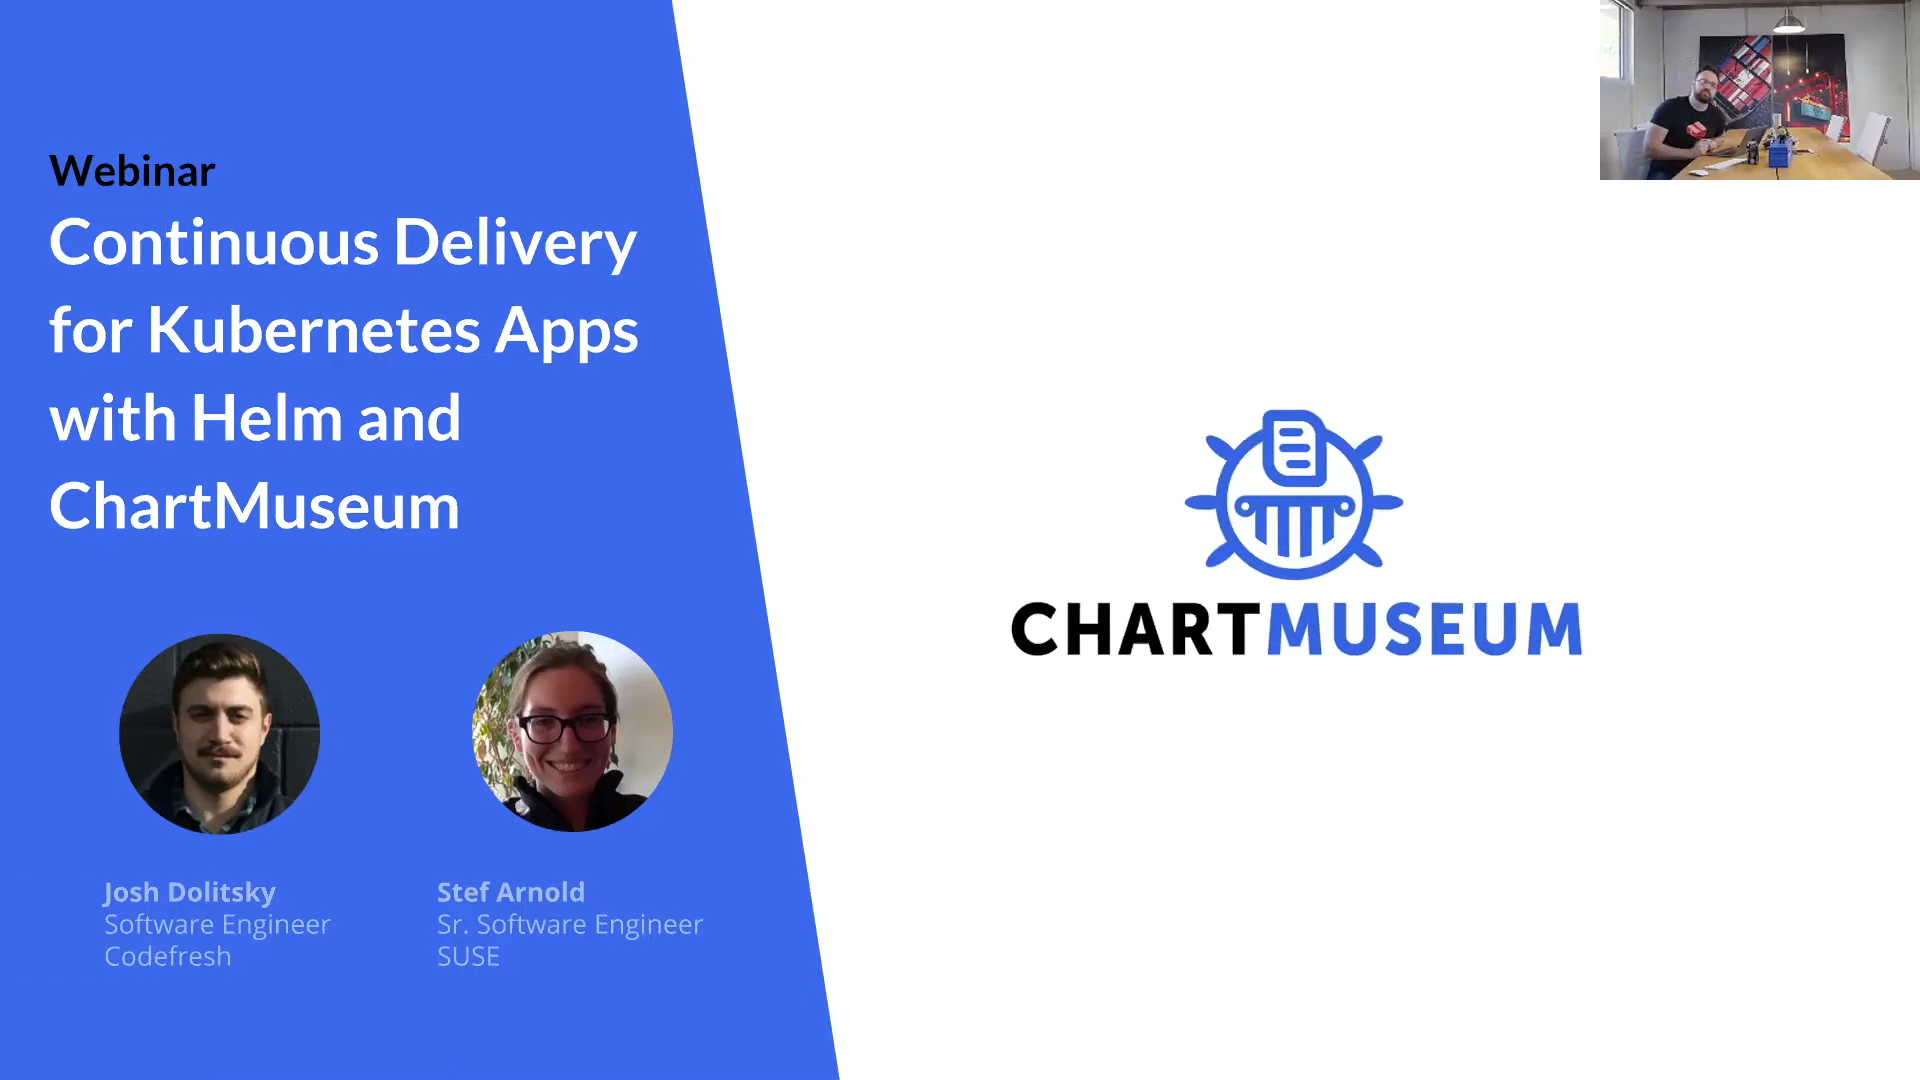 Webinar
Continuous Delivery
for Kubernetes Apps
with Helm and
ChartMuseum
Josh Dolitsky
Software Engineer
Codefresh
Stef Arnold
Sr. Software Engineer
SUSE
CHARTMUSEUM